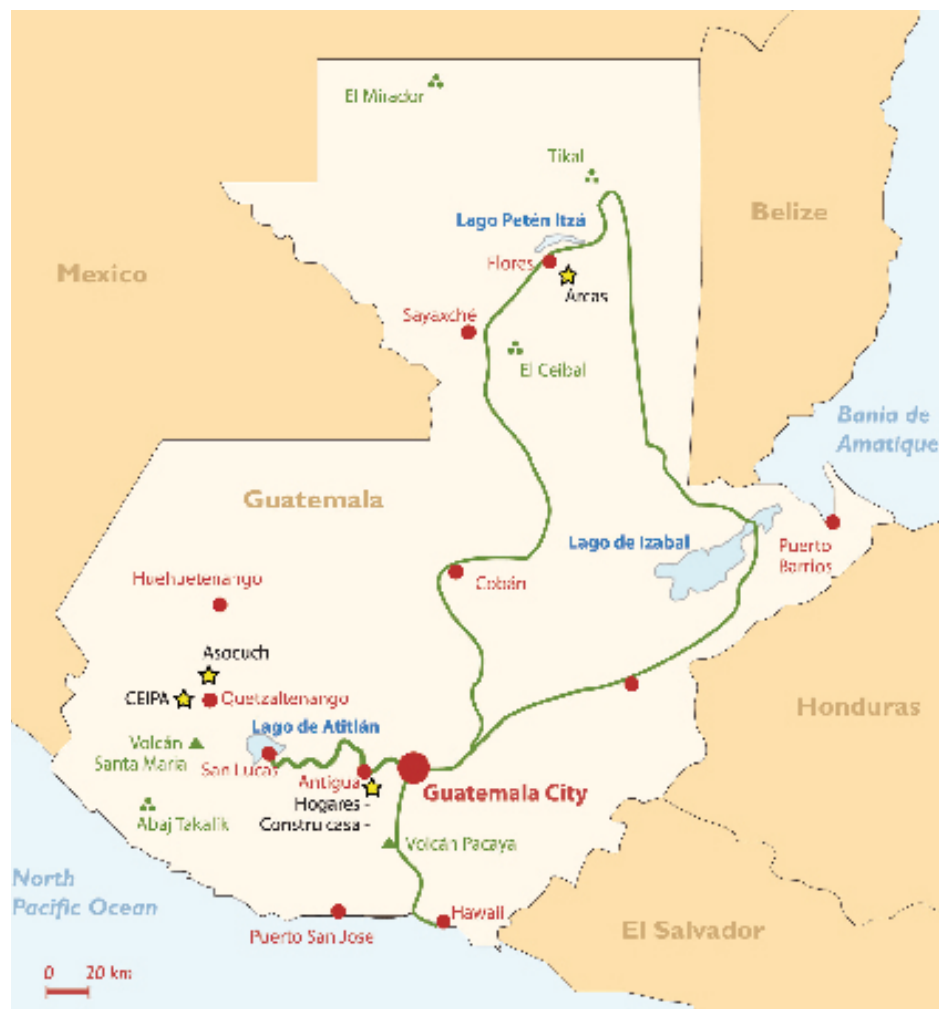 El Mirador
Tikal
Belize
Lago Petén Itzá
Flores
Mexico
Arcas
Sayaxché
El Ceibal
Bania de
Amatique
Guatemala
Lago de Izabal
Puerto
Barrios
Huehuetenango
Cobán
Asocuch
CEIPA
Quetzaltenango
Honduras
Lago de Atitlán
Volcán
Santa Maria
San Lucas
Antigua
Guatemala City
Hogares -
Construcasa -
Abaj Takalik
Volcán Pacaya
North
Pacific Ocean
Hawaii
Puerto San Jose
El Salvador
0 20 km